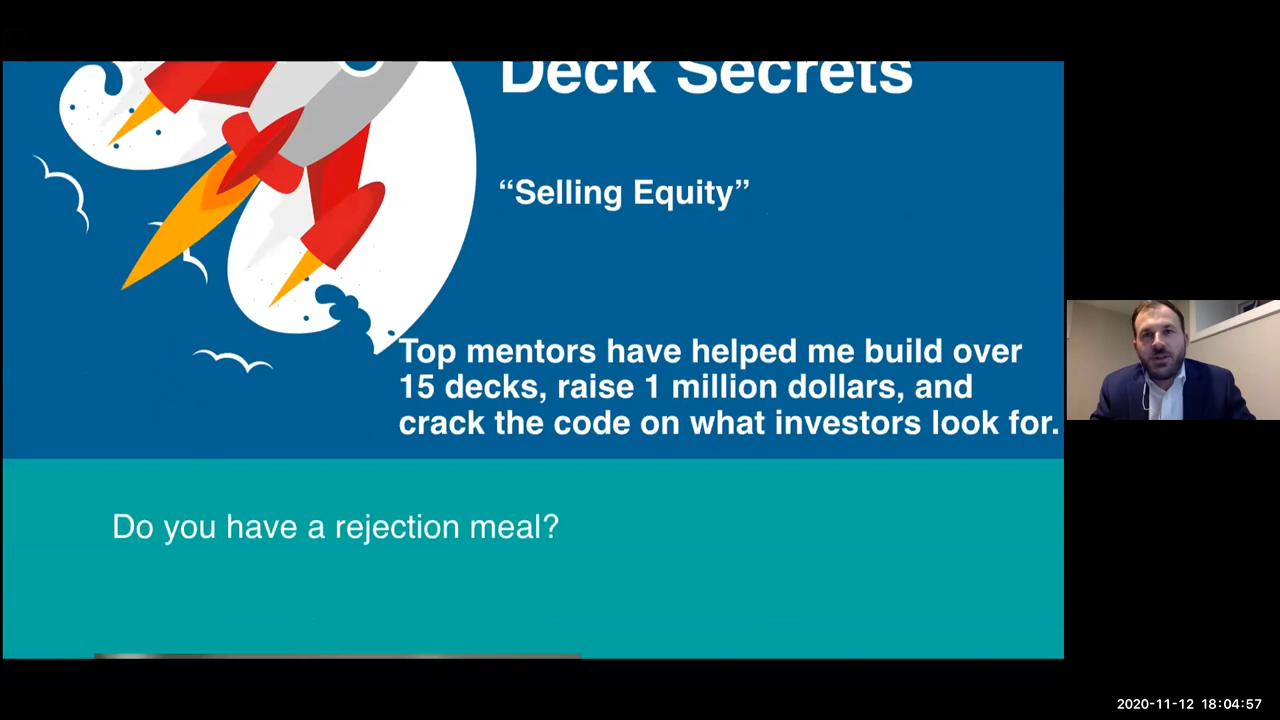 Deck Secrets
“Selling Equity”
Top mentors have helped me build over
15 decks, raise 1 million dollars, and
crack the code on what investors look for.
Do you have a rejection meal?
2020-11-12 18:04:57